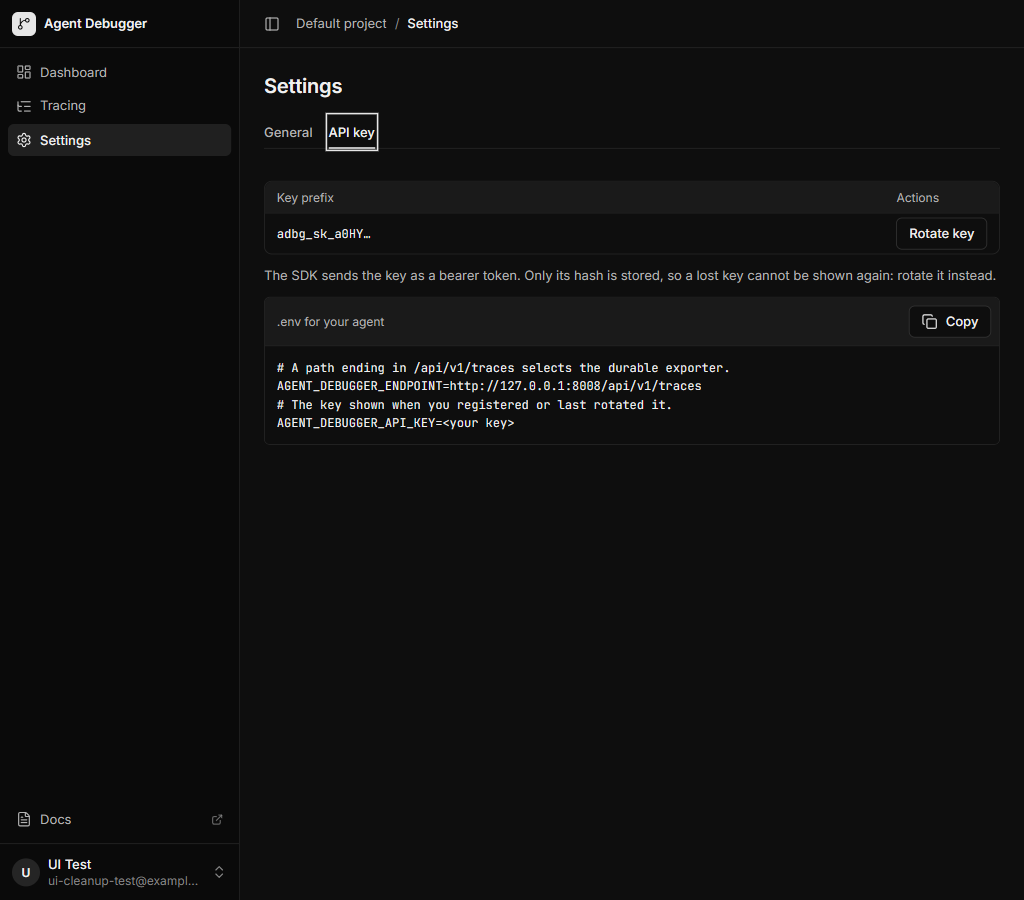 Agent Debugger
Default project / Settings
Dashboard
Tracing
Settings
Settings
General
API key
Key prefix
Actions
adbg_sk_a0HY…
Rotate key
The SDK sends the key as a bearer token. Only its hash is stored, so a lost key cannot be shown again: rotate it instead.
.env for your agent
Copy
# A path ending in /api/v1/traces selects the durable exporter.
AGENT_DEBUGGER_ENDPOINT=http://127.0.0.1:8008/api/v1/traces
# The key shown when you registered or last rotated it.
AGENT_DEBUGGER_API_KEY=<your key>
Docs
U
UI Test
ui-cleanup-test@exampl...